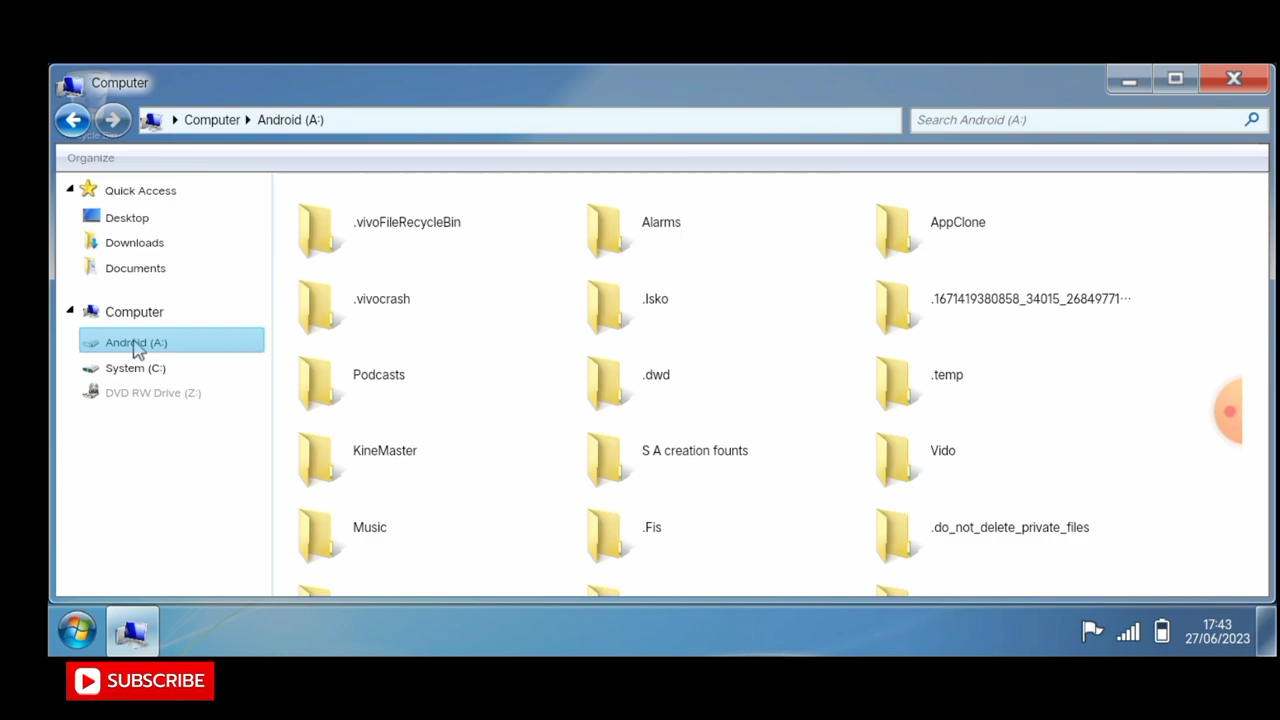 Computer
Computer Android (A:)
Search Android (A:)
Organize
Quick Access
Desktop
Downloads
Documents
Computer
Android (A:)
System (C:)
DVD RW Drive (Z:)
.vivoFileRecycleBin
Alarms
AppClone
.vivocrash
.Isko
.1671419380858_34015_26849771···
Podcasts
.dwd
.temp
KineMaster
S A creation founts
Vido
Music
.Fis
.do_not_delete_private_files
17:43
27/06/2023
SUBSCRIBE